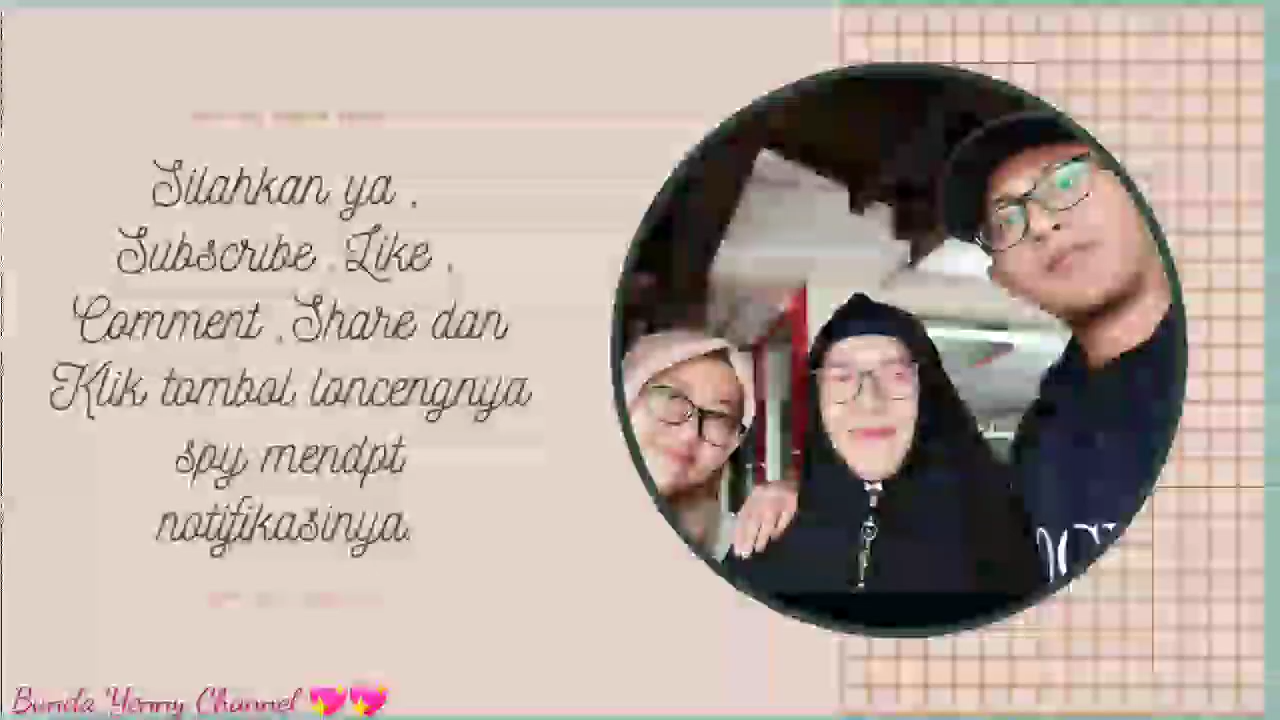 Silahkan ya ,
Subscribe , Like ,
Comment , Share dan
Klik tombol loncengnya
spy mendpt
notifikasinya.
Bunda Yenny Channel 💖💖